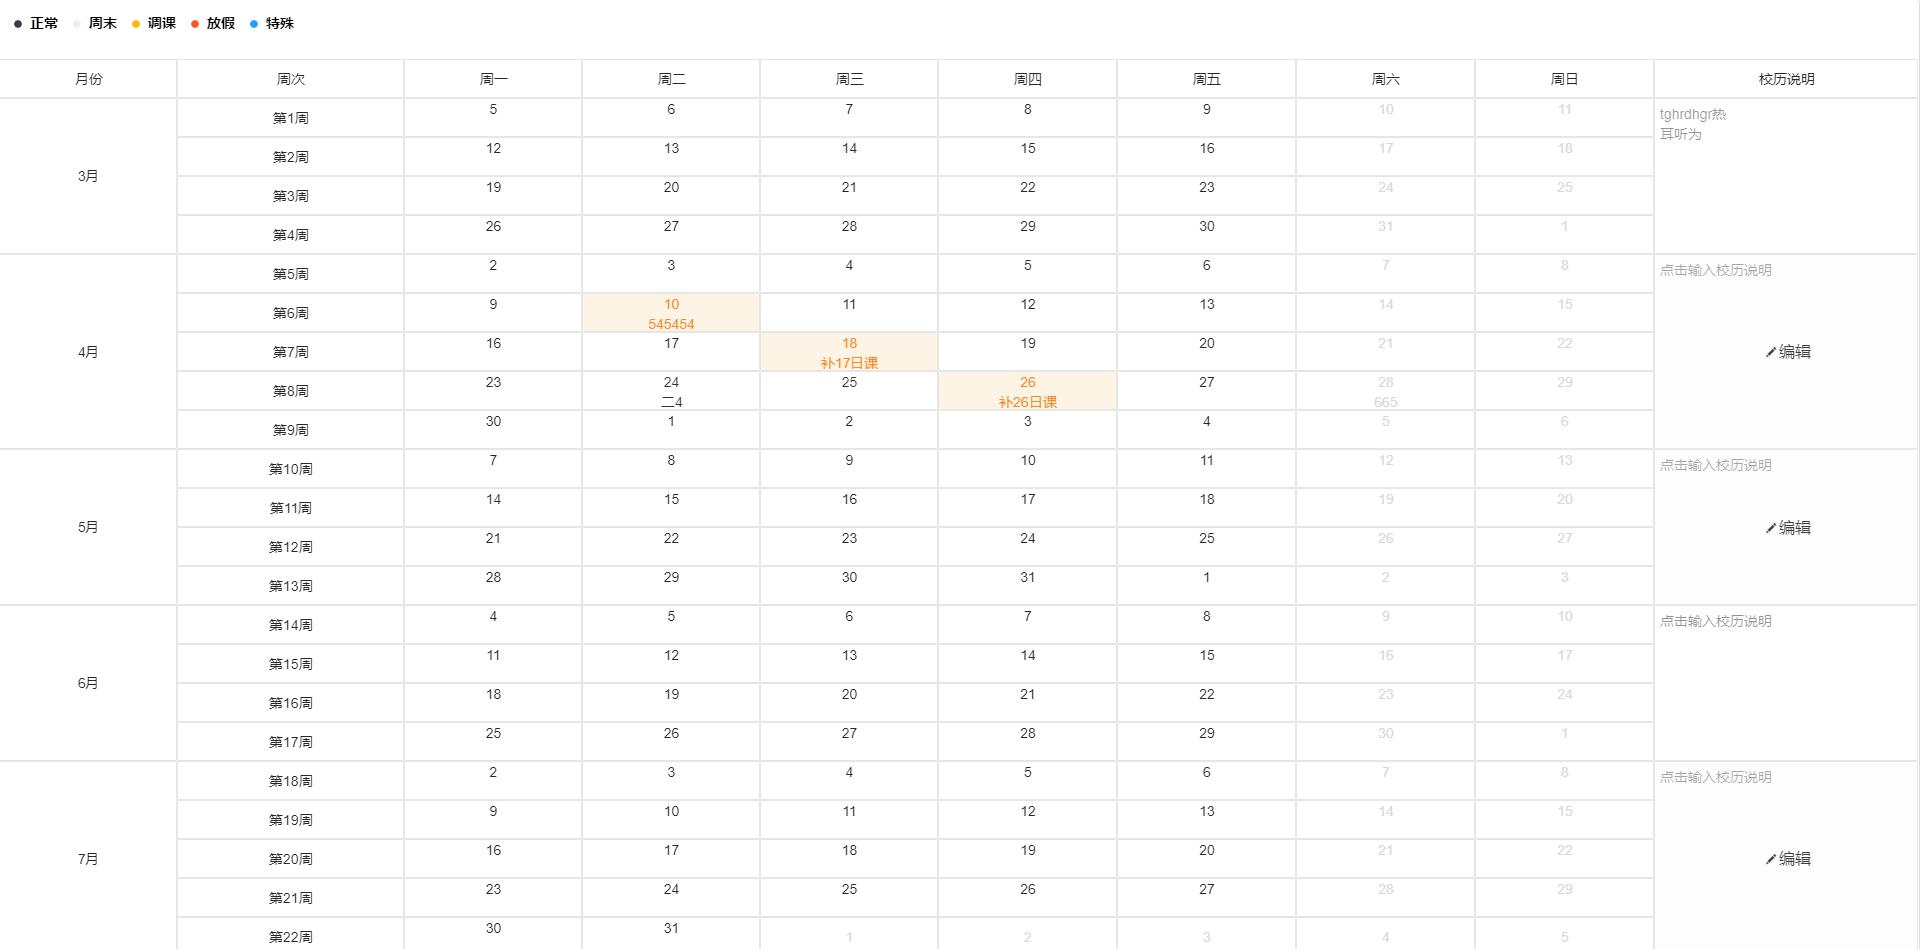 正常 周末 调课 放假 特殊
月份 周次 周一 周二 周三 周四 周五 周六 周日 校历说明
3月
第1周 5 6 7 8 9 10 11
tghrdhgr热
耳听为
第2周 12 13 14 15 16 17 18
第3周 19 20 21 22 23 24 25
第4周 26 27 28 29 30 31 1
4月
第5周 2 3 4 5 6 7 8
点击输入校历说明
第6周 9 10 11 12 13 14 15
545454
第7周 16 17 18 19 20 21 22
补17日课
编辑
第8周 23 24 25 26 27 28 29
二4 补26日课 665
第9周 30 1 2 3 4 5 6
5月
第10周 7 8 9 10 11 12 13
点击输入校历说明
第11周 14 15 16 17 18 19 20
编辑
第12周 21 22 23 24 25 26 27
第13周 28 29 30 31 1 2 3
6月
第14周 4 5 6 7 8 9 10
点击输入校历说明
第15周 11 12 13 14 15 16 17
第16周 18 19 20 21 22 23 24
第17周 25 26 27 28 29 30 1
7月
第18周 2 3 4 5 6 7 8
点击输入校历说明
第19周 9 10 11 12 13 14 15
第20周 16 17 18 19 20 21 22
编辑
第21周 23 24 25 26 27 28 29
第22周 30 31 1 2 3 4 5